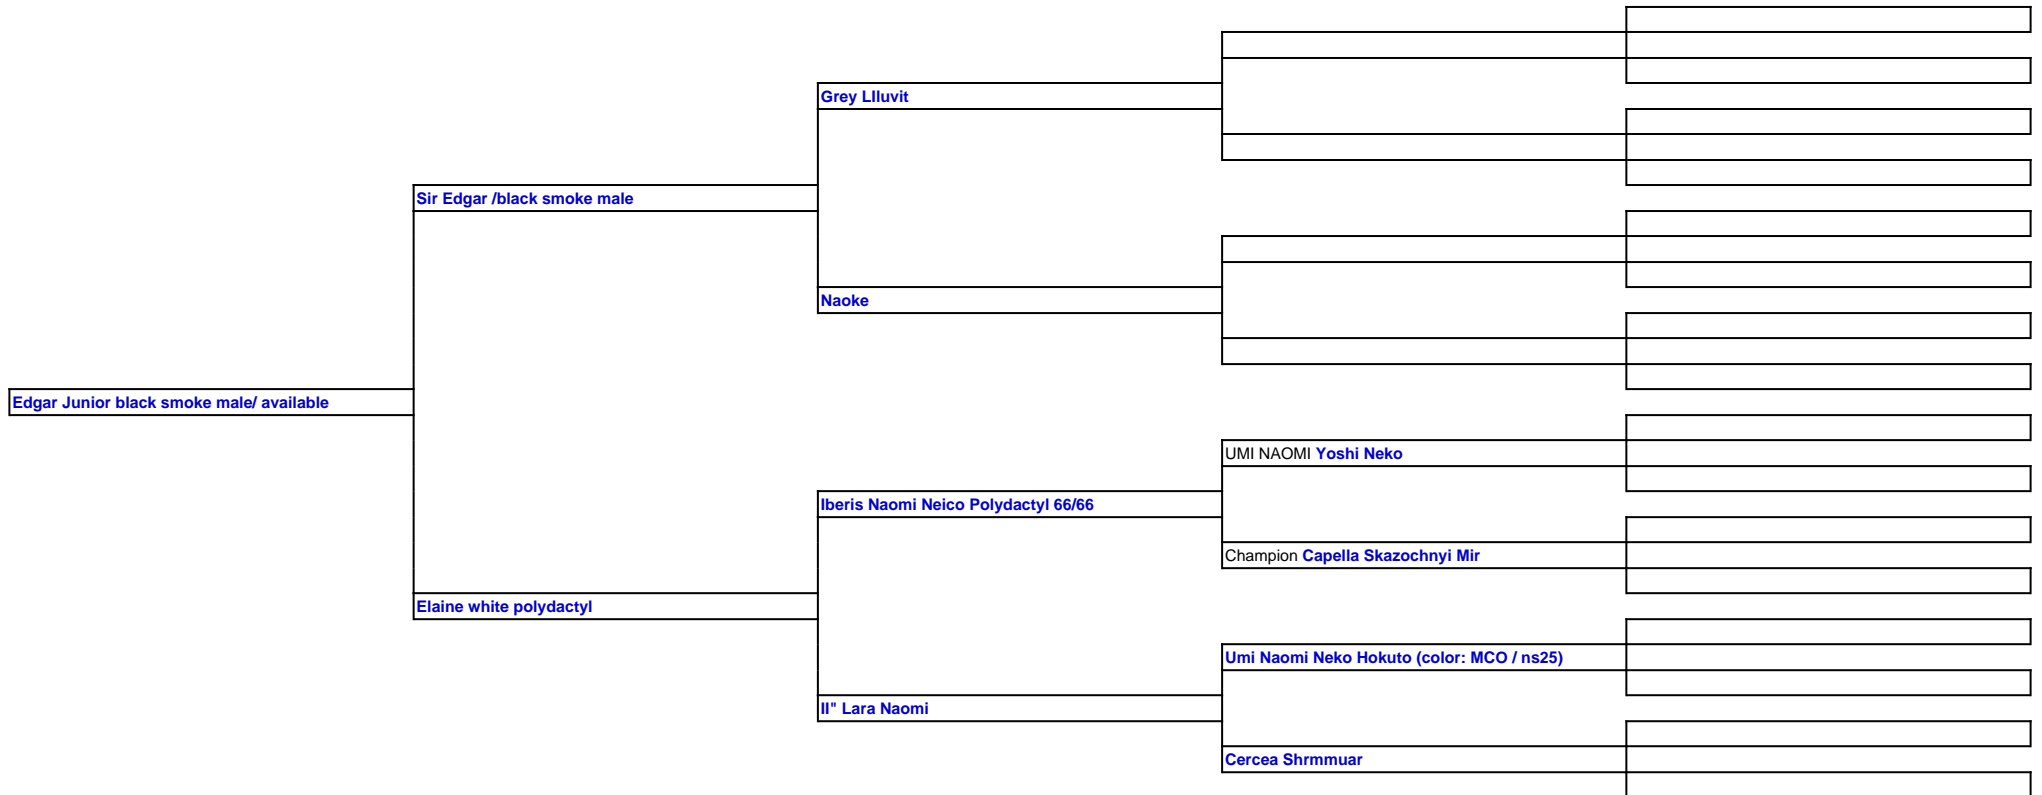 Grey LIluvit
Sir Edgar /black smoke male
Naoke
Edgar Junior black smoke male/ available
UMI NAOMI Yoshi Neko
Iberis Naomi Neico Polydactyl 66/66
Champion Capella Skazochnyi Mir
Elaine white polydactyl
Umi Naomi Neko Hokuto (color: MCO / ns25)
II" Lara Naomi
Cercea Shrmmuar